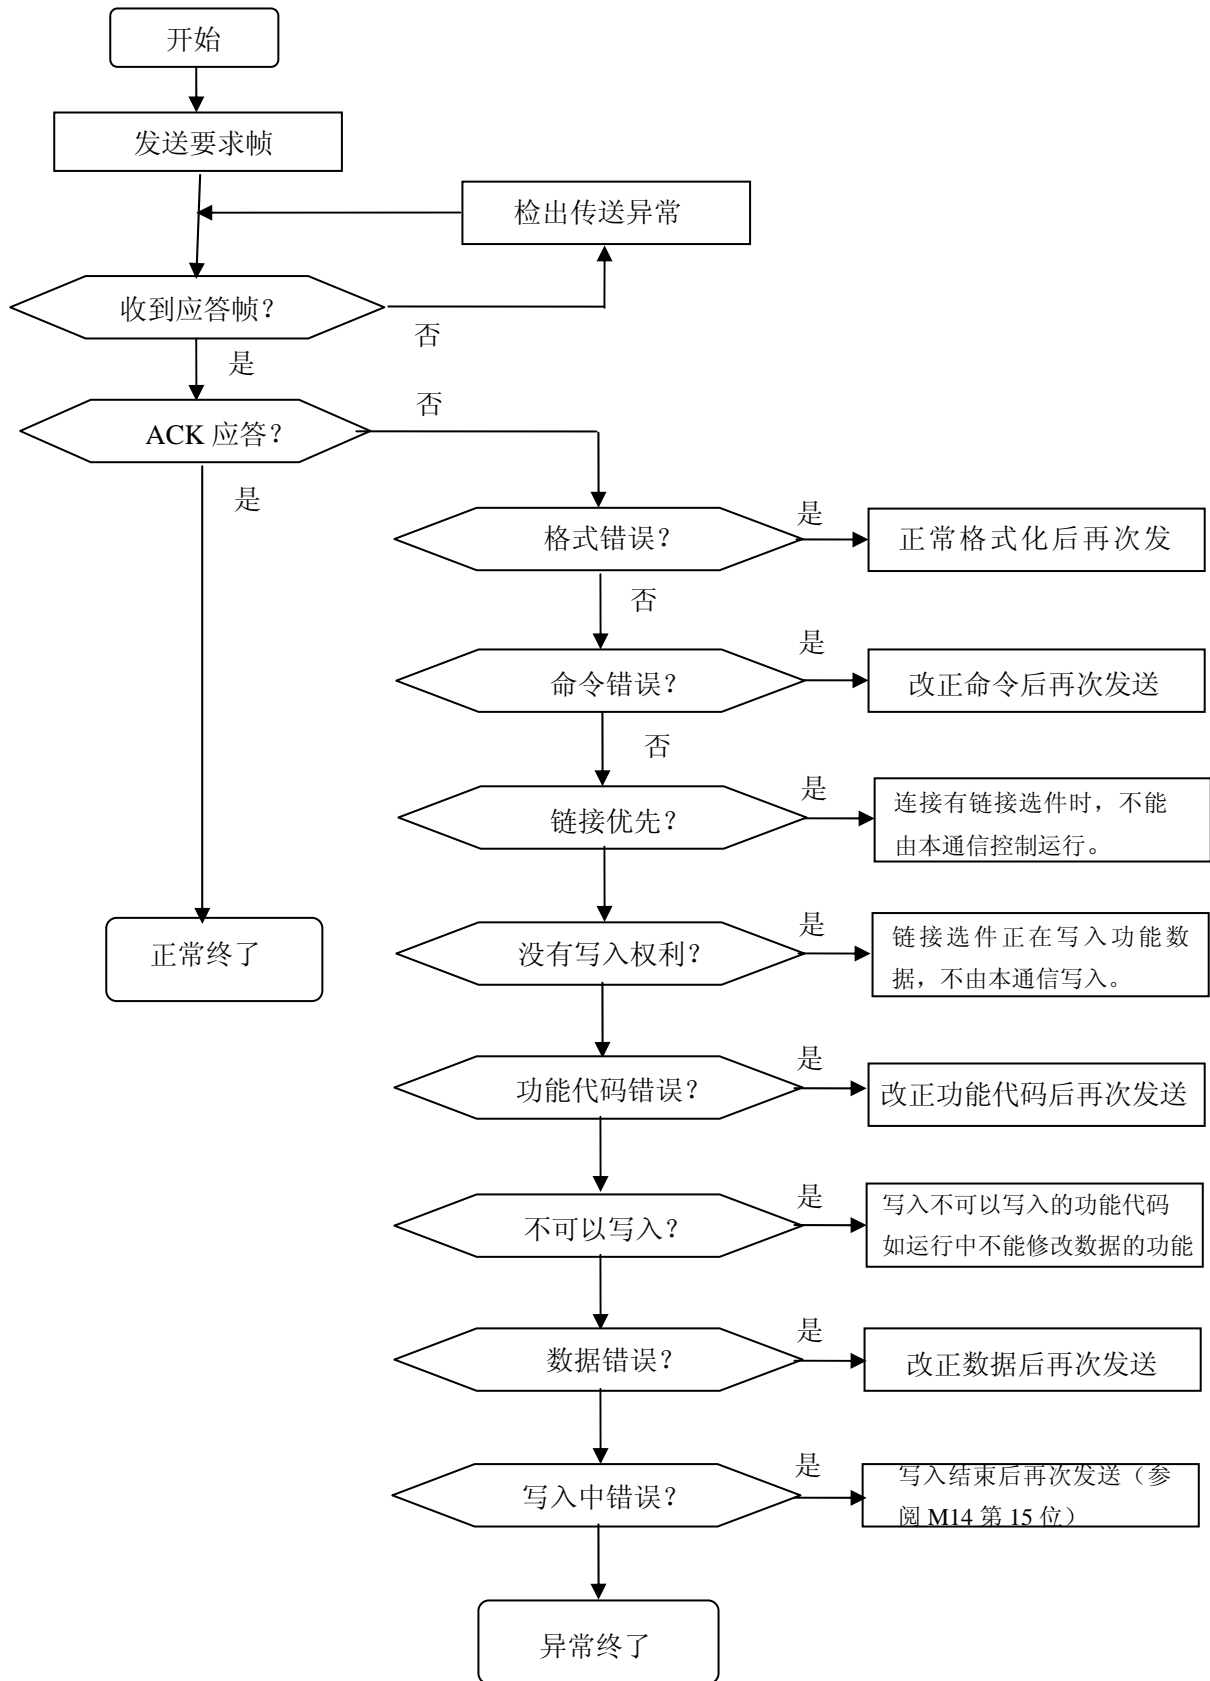 开始
发送要求帧
检出传送异常
收到应答帧？
否
是
否
ACK 应答？
是
是
格式错误？
正常格式化后再次发
否
是
命令错误？
改正命令后再次发送
否
是
链接优先？
连接有链接选件时，不能
由本通信控制运行。
是
正常终了
没有写入权利？
链接选件正在写入功能数
据，不由本通信写入。
是
功能代码错误？
改正功能代码后再次发送
是
不可以写入？
写入不可以写入的功能代码
如运行中不能修改数据的功能
是
数据错误？
改正数据后再次发送
是
写入中错误？
写入结束后再次发送（参
阅 M14 第 15 位）
异常终了